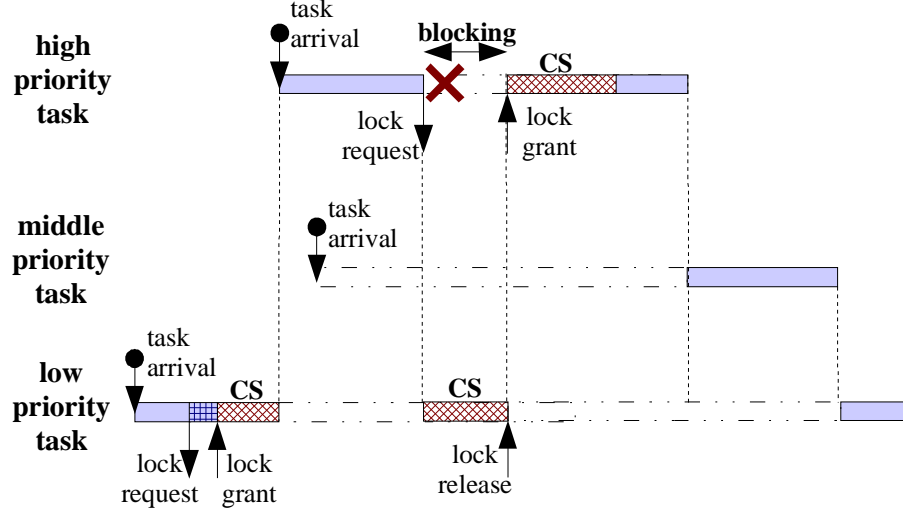 high
priority
task
task
arrival
blocking
CS
lock
request
lock
grant
middle
priority
task
task
arrival
low
priority
task
task
arrival
CS
CS
lock
request
lock
grant
lock
release